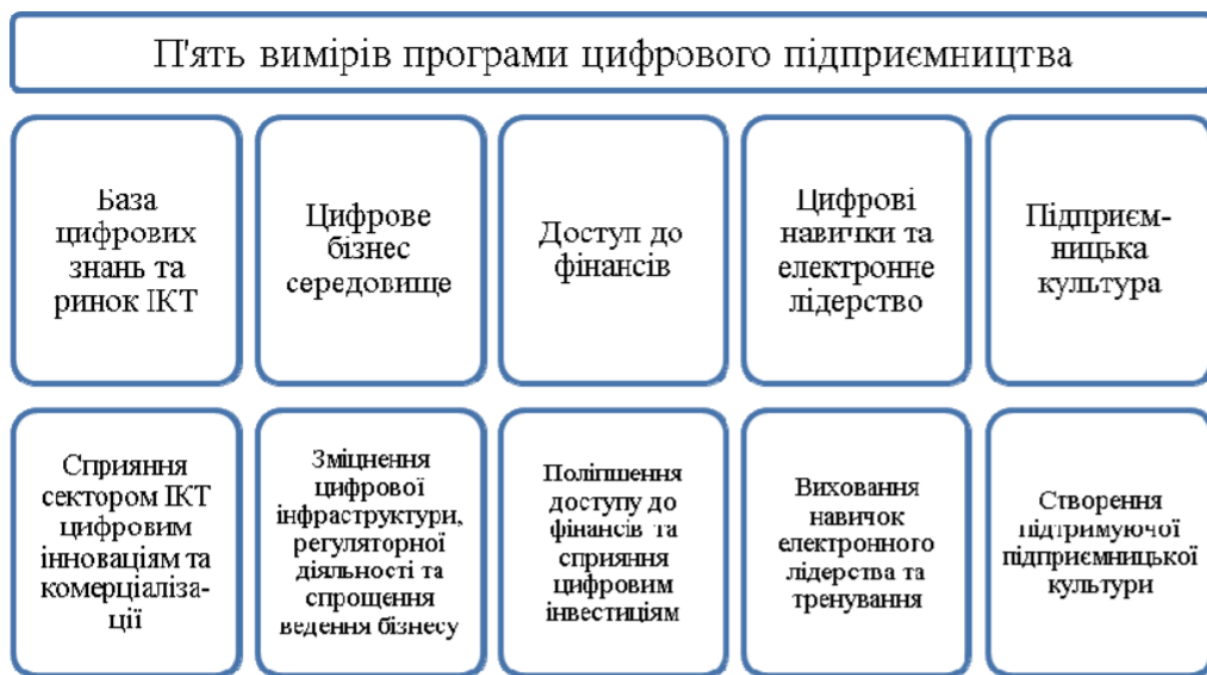 П'ять вимірів програми цифрового підприємництва
База
цифрових
знань та
ринок ІКТ
Цифрове
бізнес
середовище
Доступ до
фінансів
Цифрові
навички та
електронне
лідерство
Підприєм-
ницька
культура
Сприяння
сектором ІКТ
цифровим
інноваціям та
комерціаліза-
ції
Зміцнення
цифрової
інфраструктури,
регуляторної
діяльності та
спрощення
ведення бізнесу
Поліпшення
доступу до
фінансів та
сприяння
цифровим
інвестиціям
Виховання
навичок
електронного
лідерства та
тренування
Створення
підтримуючої
підприємницької
культури